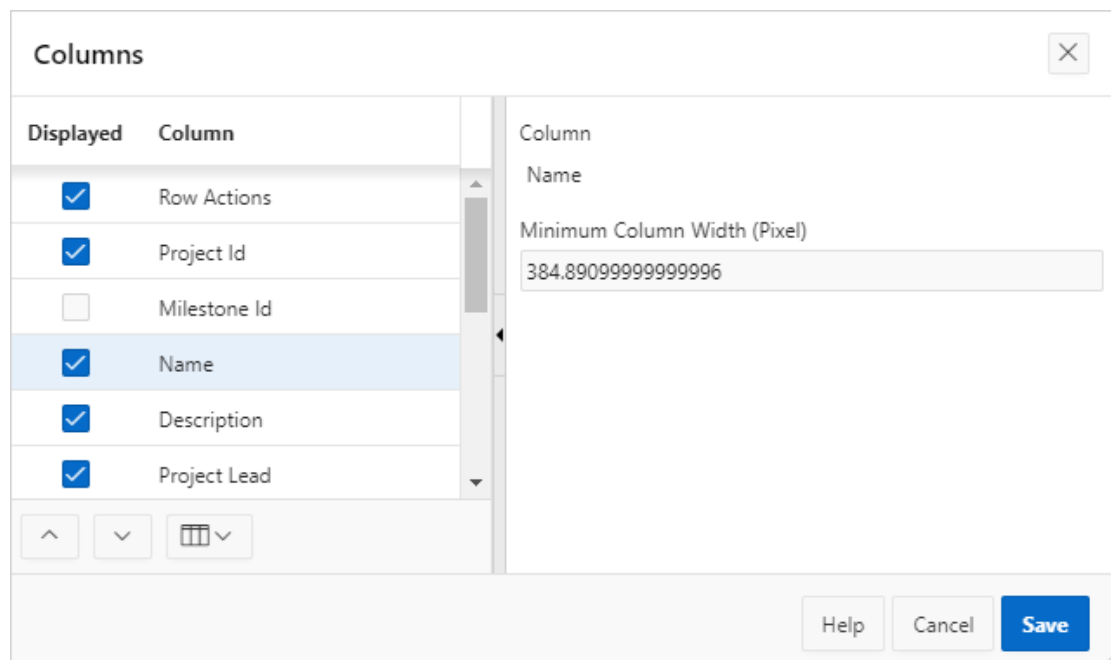 Columns
Displayed Column
Row Actions
Project Id
Milestone Id
Name
Description
Project Lead
Column
Name
Minimum Column Width (Pixel)
384.89099999999996
Help Cancel Save